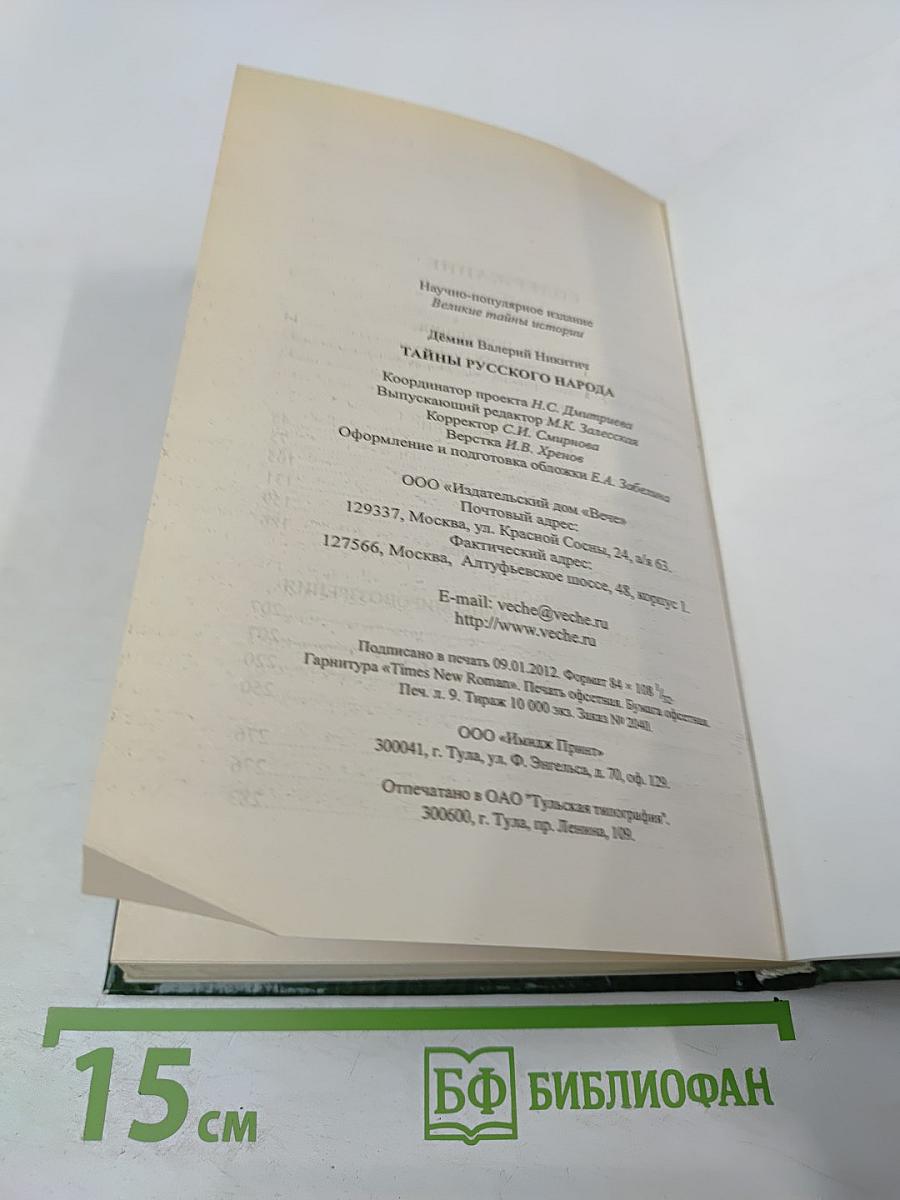 Научно-популярное издание
Великие тайны истории
Дёмин Валерий Никитич
ТАЙНЫ РУССКОГО НАРОДА
Координатор проекта Н.С. Дмитриева
Выпускающий редактор М.К. Залесская
Корректор С.И. Смирнова
Верстка И.В. Хренов
Оформление и подготовка обложки Е.А. Забелина
ООО «Издательский дом «Вече»
Почтовый адрес:
129337, Москва, ул. Красной Сосны, 24, а/я 63.
Фактический адрес:
127566, Москва, Алтуфьевское шоссе, 48, корпус 1.
E-mail: veche@veche.ru
http://www.veche.ru
Подписано в печать 09.01.2012. Формат 84 × 108 1/32.
Гарнитура «Times New Roman». Печать офсетная. Бумага офсетная.
Печ. л. 9. Тираж 10 000 экз. Заказ № 2040.
ООО «Имидж Принт»
300041, г. Тула, ул. Ф. Энгельса, д. 70, оф. 129.
Отпечатано в ОАО "Тульская типография".
300600, г. Тула, пр. Ленина, 109.
15 см
БФ БИБЛИОФАН